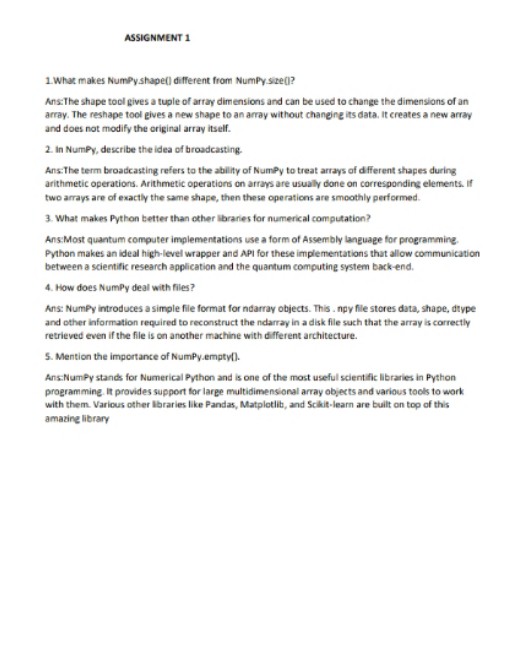 ASSIGNMENT 1
1.What makes NumPy.shape() different from NumPy.size()?
Ans:The shape tool gives a tuple of array dimensions and can be used to change the dimensions of an
array. The reshape tool gives a new shape to an array without changing its data. It creates a new array
and does not modify the original array itself.
2. In NumPy, describe the idea of broadcasting.
Ans:The term broadcasting refers to the ability of NumPy to treat arrays of different shapes during
arithmetic operations. Arithmetic operations on arrays are usually done on corresponding elements. If
two arrays are of exactly the same shape, then these operations are smoothly performed.
3. What makes Python better than other libraries for numerical computation?
Ans:Most quantum computer implementations use a form of Assembly language for programming.
Python makes an ideal high-level wrapper and API for these implementations that allow communication
between a scientific research application and the quantum computing system back-end.
4. How does NumPy deal with files?
Ans: NumPy introduces a simple file format for ndarray objects. This . npy file stores data, shape, dtype
and other information required to reconstruct the ndarray in a disk file such that the array is correctly
retrieved even if the file is on another machine with different architecture.
5. Mention the importance of NumPy.empty().
Ans:NumPy stands for Numerical Python and is one of the most useful scientific libraries in Python
programming. It provides support for large multidimensional array objects and various tools to work
with them. Various other libraries like Pandas, Matplotlib, and Scikit-learn are built on top of this
amazing library